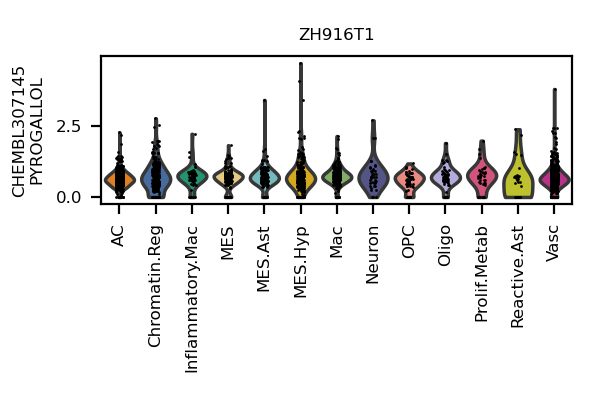 ZH916T1
CHEMBL307145
PYROGALLOL
2.5
0.0
AC
Chromatin.Reg
Inflammatory.Mac
MES
MES.Ast
MES.Hyp
Mac
Neuron
OPC
Oligo
Prolif.Metab
Reactive.Ast
Vasc